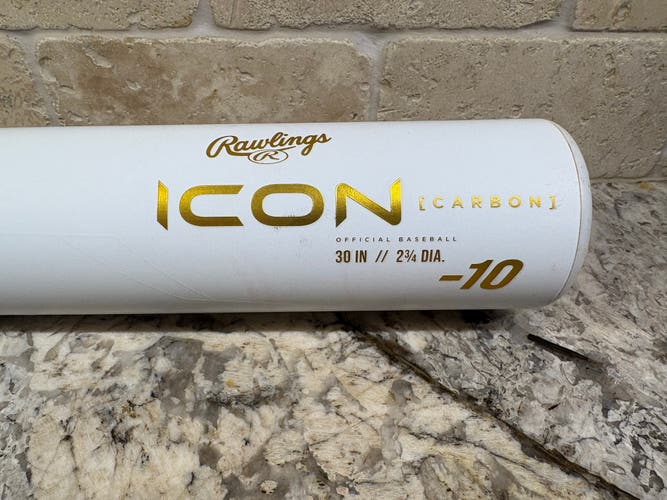 Rawlings
R
ICON [CARBON]
OFFICIAL BASEBALL
30 IN // 2¾ DIA.
-10